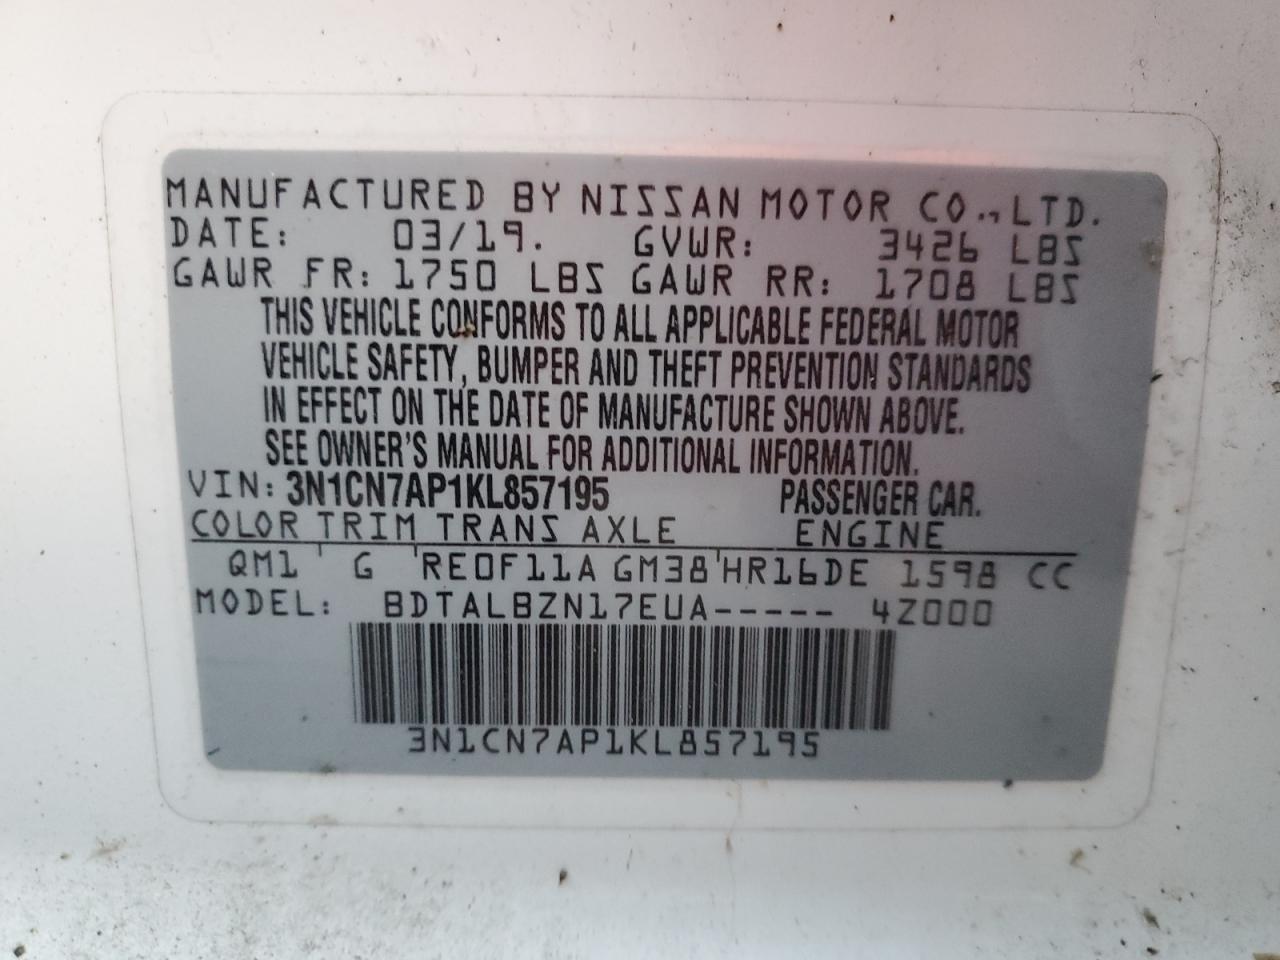 MANUFACTURED BY NISSAN MOTOR CO., LTD.
DATE: 03/19. GVWR: 3426 LBS
GAWR FR: 1750 LBS GAWR RR: 1708 LBS
THIS VEHICLE CONFORMS TO ALL APPLICABLE FEDERAL MOTOR
VEHICLE SAFETY, BUMPER AND THEFT PREVENTION STANDARDS
IN EFFECT ON THE DATE OF MANUFACTURE SHOWN ABOVE.
SEE OWNER'S MANUAL FOR ADDITIONAL INFORMATION.
VIN: 3N1CN7AP1KL857195 PASSENGER CAR.
COLOR TRIM TRANS AXLE ENGINE
QM1 G RE0F11A GM38 HR16DE 1598 CC
MODEL: BDTALBZN17EUA----- 4Z000
3N1CN7AP1KL857195